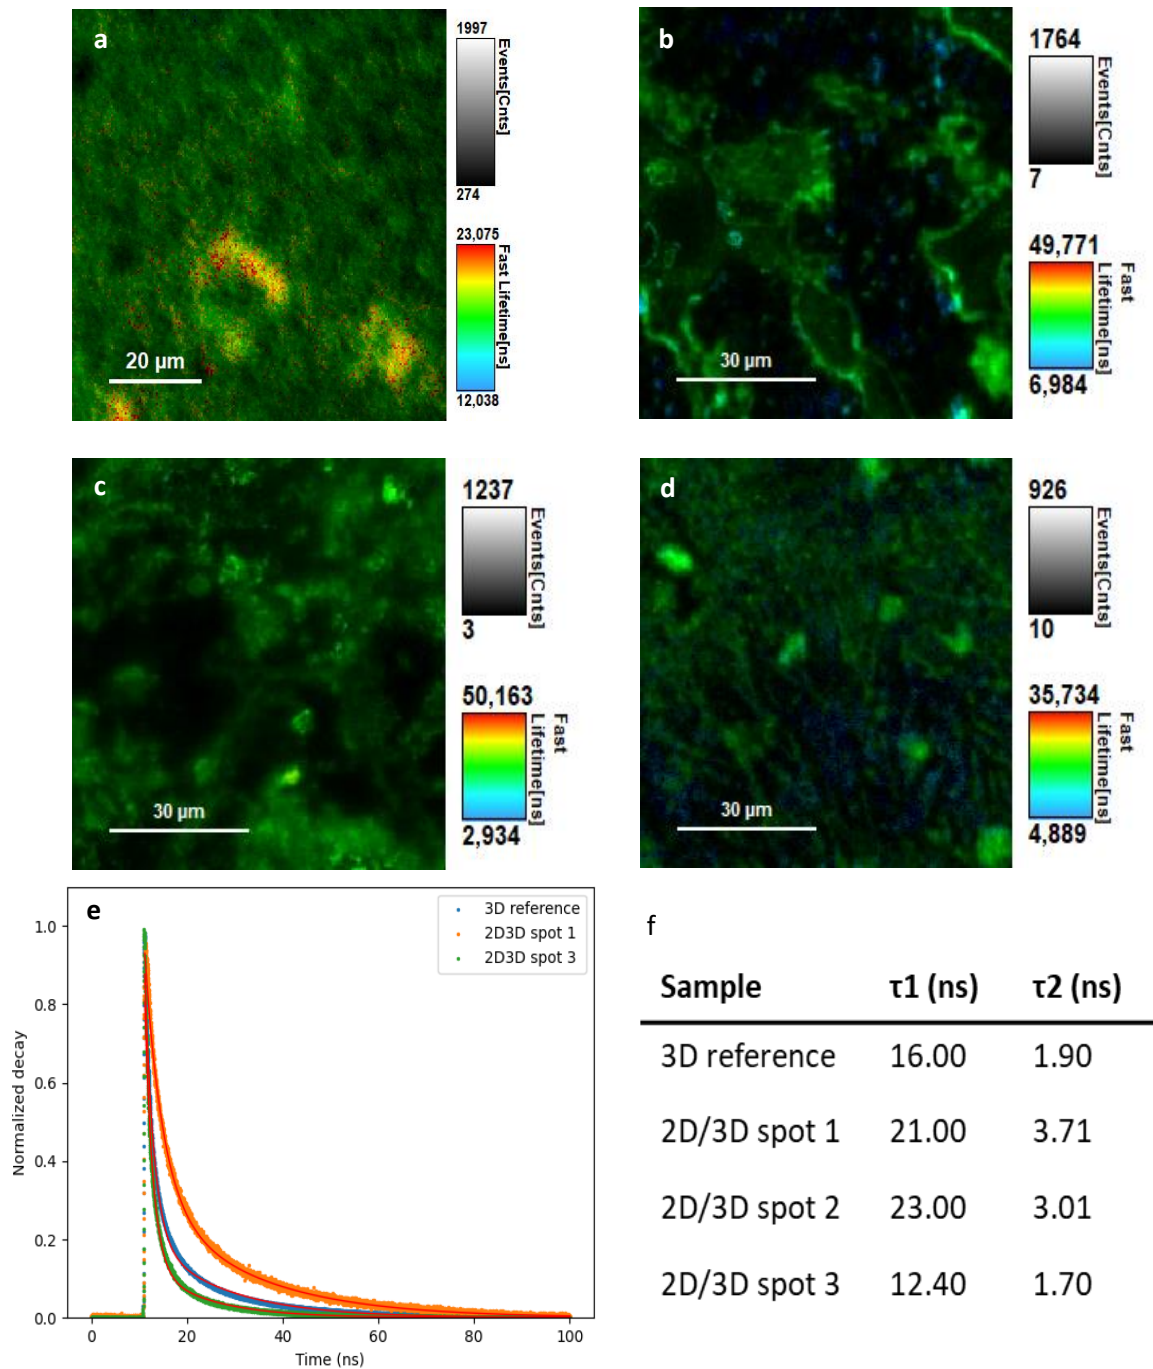 a
1997
Events[Cnts]
274
23,075
Fast Lifetime[ns]
12,038
20 µm
b
1764
Events[Cnts]
7
49,771
Fast
Lifetime[ns]
6,984
30 µm
c
1237
Events[Cnts]
3
50,163
Fast
Lifetime[ns]
2,934
30 µm
d
926
Events[Cnts]
10
35,734
Fast
Lifetime[ns]
4,889
30 µm
e
3D reference
2D3D spot 1
2D3D spot 3
1.0
0.8
0.6
0.4
0.2
0.0
Normalized decay
0 20 40 60 80 100
Time (ns)
f
Sample τ1 (ns) τ2 (ns)
3D reference 16.00 1.90
2D/3D spot 1 21.00 3.71
2D/3D spot 2 23.00 3.01
2D/3D spot 3 12.40 1.70